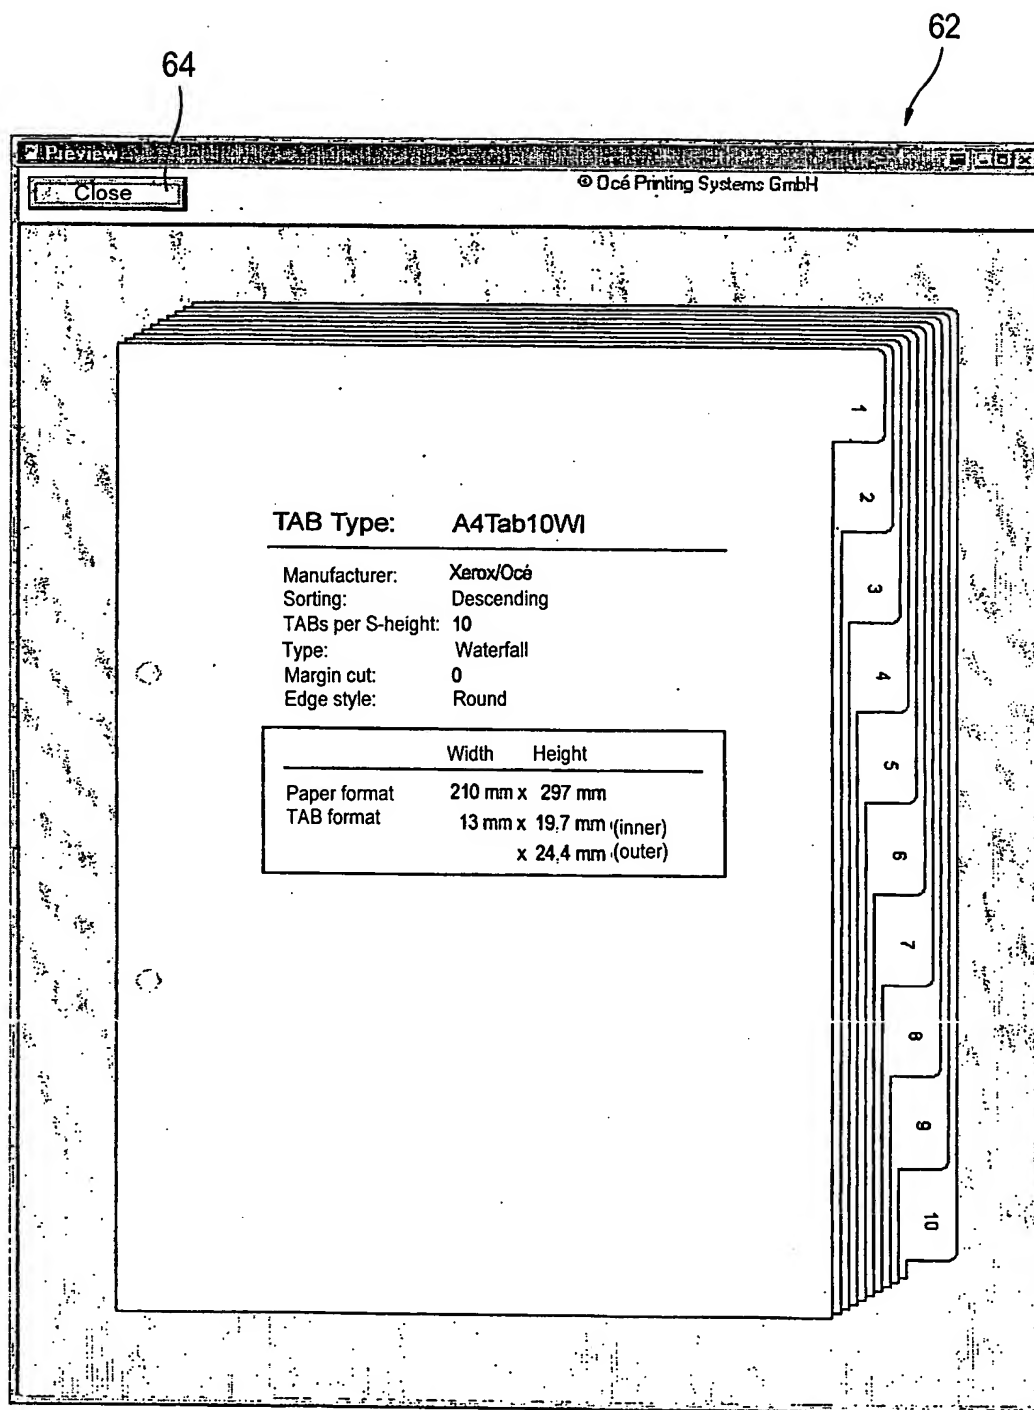 62
64
Preview
Close
© Océ Printing Systems GmbH
1
2
3
4
5
6
7
8
9
10
TAB Type: A4Tab10WI
Manufacturer: Xerox/Océ
Sorting: Descending
TABs per S-height: 10
Type: Waterfall
Margin cut: 0
Edge style: Round
Width Height
Paper format 210 mm x 297 mm
TAB format 13 mm x 19,7 mm (inner)
x 24,4 mm (outer)